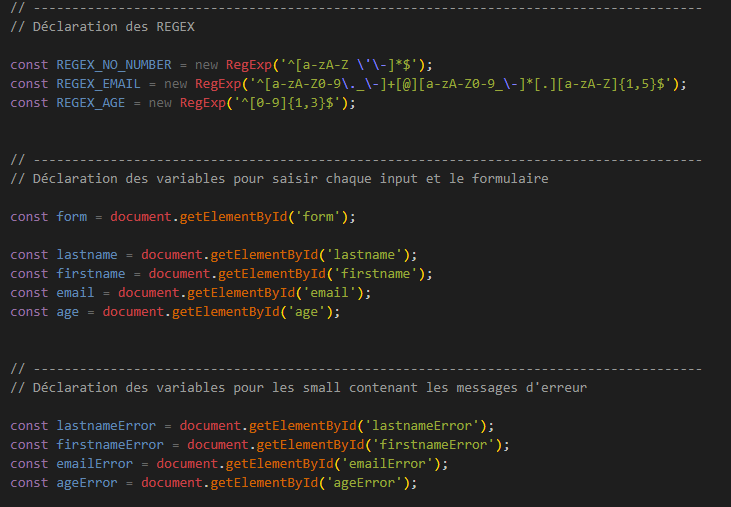 // ---------------------------------------------------------------------------------------
// Déclaration des REGEX
const REGEX_NO_NUMBER = new RegExp('^[a-zA-Z \'\-]*$');
const REGEX_EMAIL = new RegExp('^[a-zA-Z0-9\._\-]+[@][a-zA-Z0-9_\-]*[.][a-zA-Z]{1,5}$');
const REGEX_AGE = new RegExp('^[0-9]{1,3}$');
// ---------------------------------------------------------------------------------------
// Déclaration des variables pour saisir chaque input et le formulaire
const form = document.getElementById('form');
const lastname = document.getElementById('lastname');
const firstname = document.getElementById('firstname');
const email = document.getElementById('email');
const age = document.getElementById('age');
// ---------------------------------------------------------------------------------------
// Déclaration des variables pour les small contenant les messages d'erreur
const lastnameError = document.getElementById('lastnameError');
const firstnameError = document.getElementById('firstnameError');
const emailError = document.getElementById('emailError');
const ageError = document.getElementById('ageError');